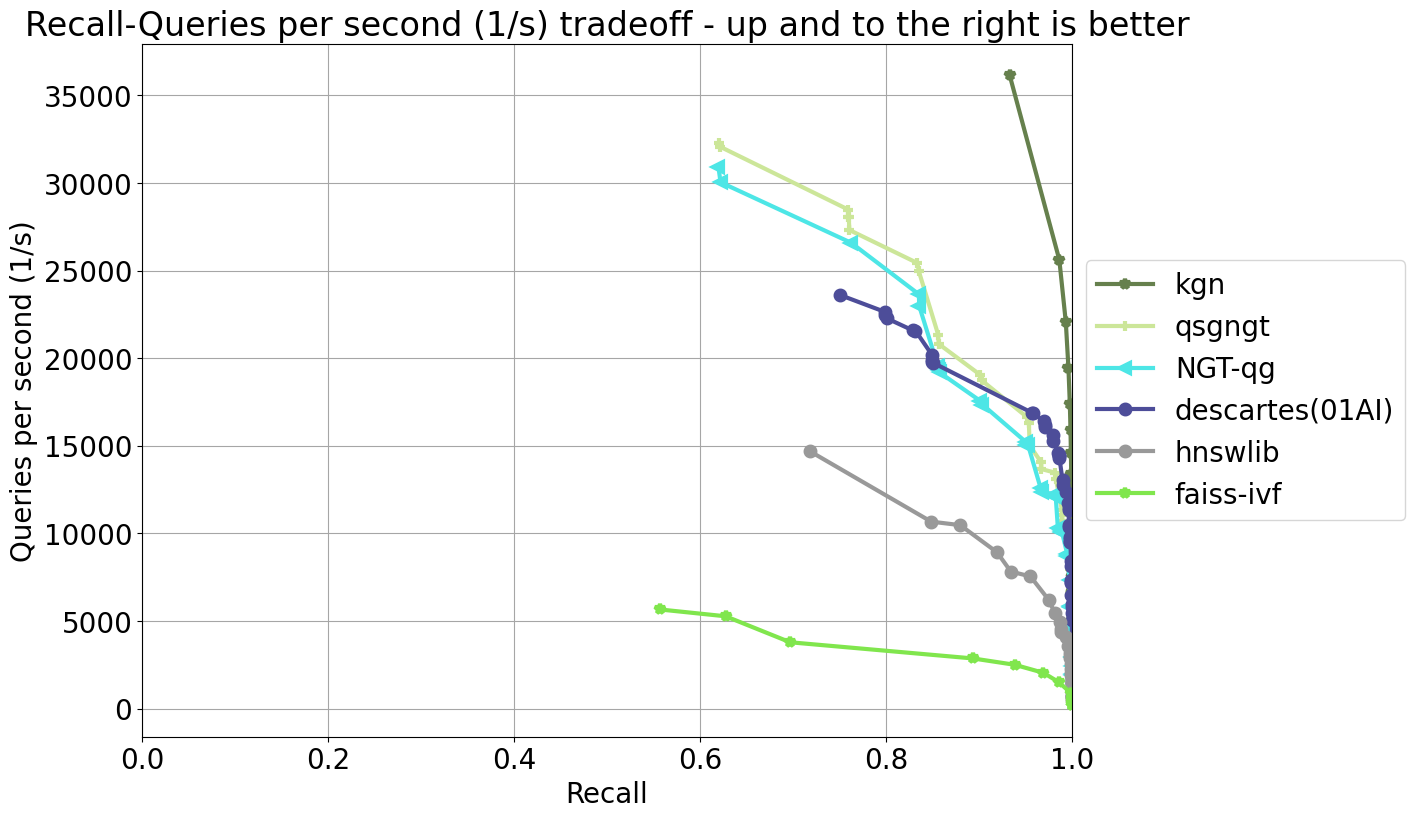 Recall-Queries per second (1/s) tradeoff - up and to the right is better
Queries per second (1/s)
35000
30000
25000
20000
15000
10000
5000
0
0.0 0.2 0.4 0.6 0.8 1.0
Recall
kgn
qsgngt
NGT-qg
descartes(01AI)
hnswlib
faiss-ivf